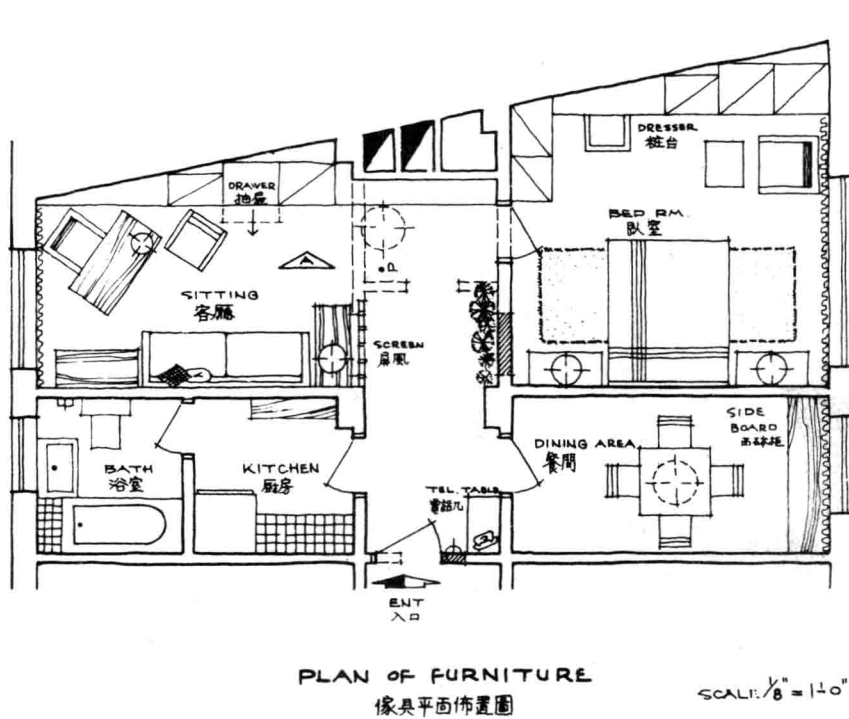 DRESSER
粧台
DRAWER
抽屜
BED RM.
臥室
A
B
SITTING
客廳
SCREEN
屏風
SIDE
BOARD
DINING AREA
餐間
BATH
浴室
KITCHEN
厨房
TEL. TABLE
電話几
ENT
入口
PLAN OF FURNITURE
傢具平面佈置圖
SCALE: 1/8" = 1'-0"